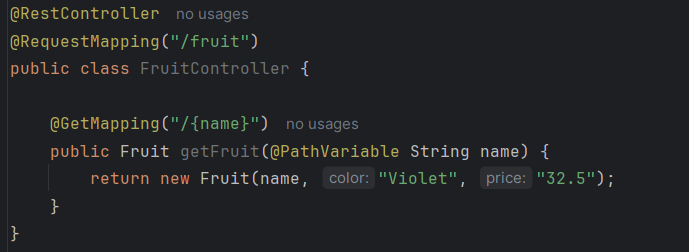 @RestController no usages
@RequestMapping("/fruit")
public class FruitController {
@GetMapping("/{name}") no usages
public Fruit getFruit(@PathVariable String name) {
return new Fruit(name, color: "Violet", price: "32.5");
}
}